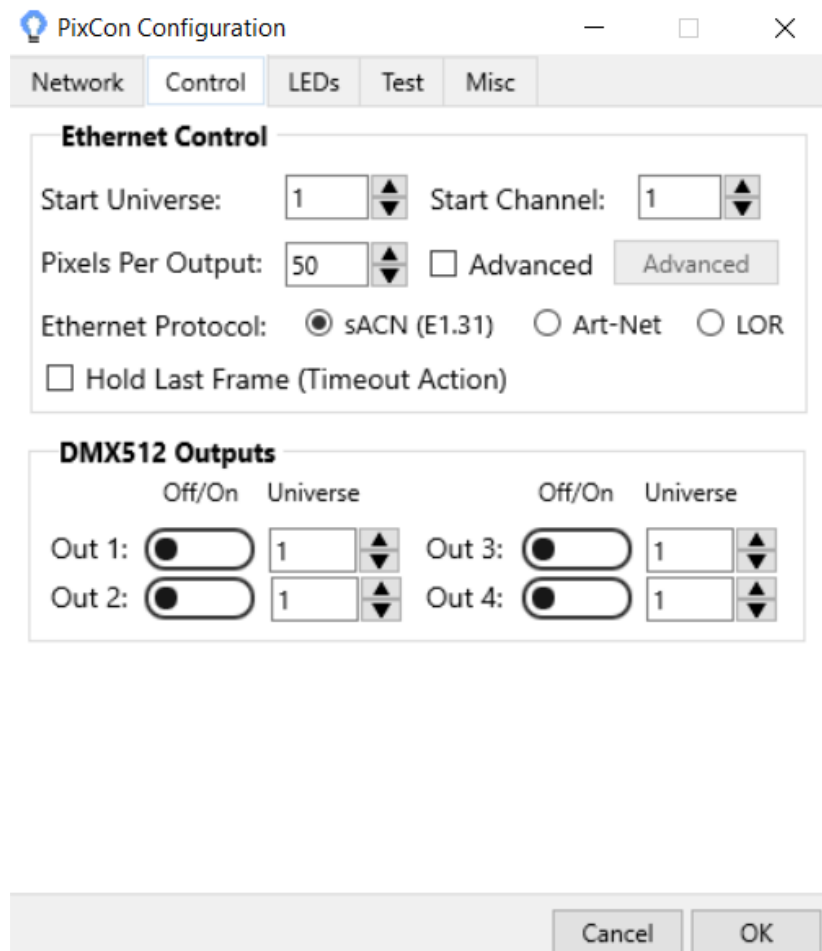 PixCon Configuration
Network Control LEDs Test Misc
Ethernet Control
Start Universe: 1 Start Channel: 1
Pixels Per Output: 50 Advanced Advanced
Ethernet Protocol: sACN (E1.31) Art-Net LOR
Hold Last Frame (Timeout Action)
DMX512 Outputs
Off/On Universe Off/On Universe
Out 1: 1 Out 3: 1
Out 2: 1 Out 4: 1
Cancel OK